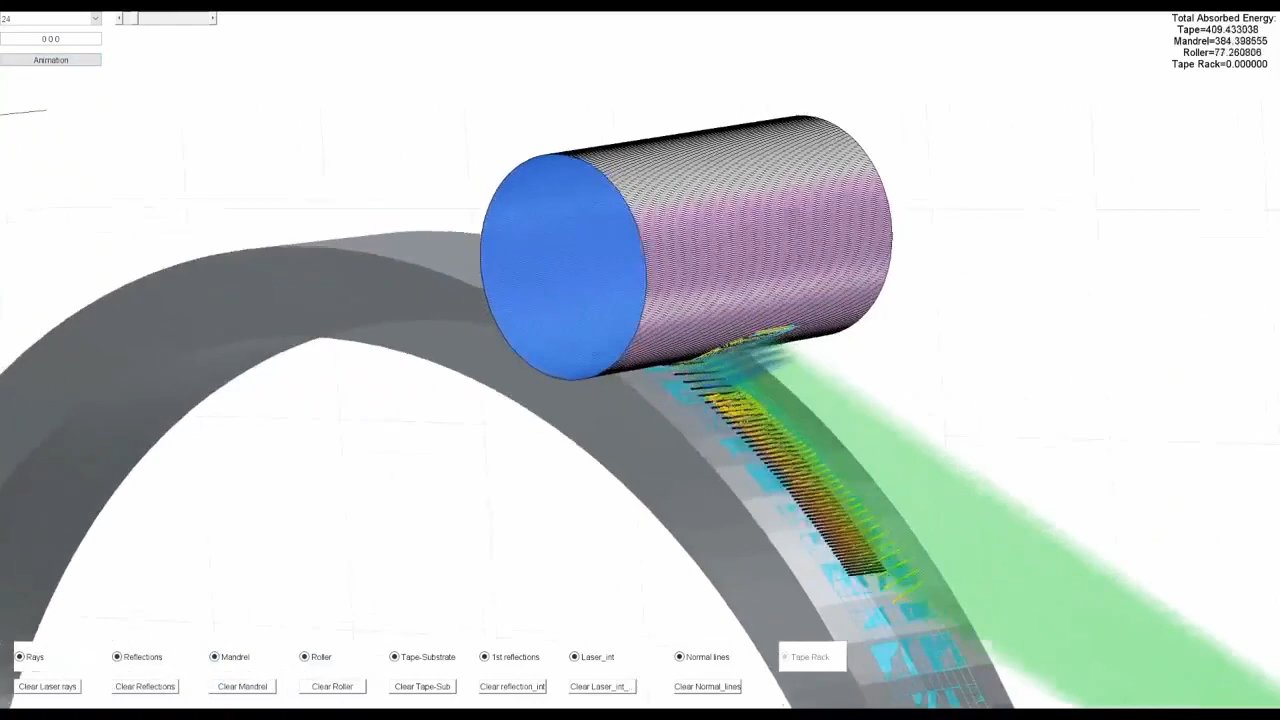 24
0 0 0
Animation
Total Absorbed Energy:
Tape=409.433038
Mandrel=384.398555
Roller=77.260806
Tape Rack=0.000000
Rays Reflections Mandrel Roller Tape-Substrate 1st reflections Laser_int Normal lines Tape Rack
Clear Laser rays Clear Reflections Clear Mandrel Clear Roller Clear Tape-Sub Clear reflection_int Clear Laser_int_.. Clear Normal_lines